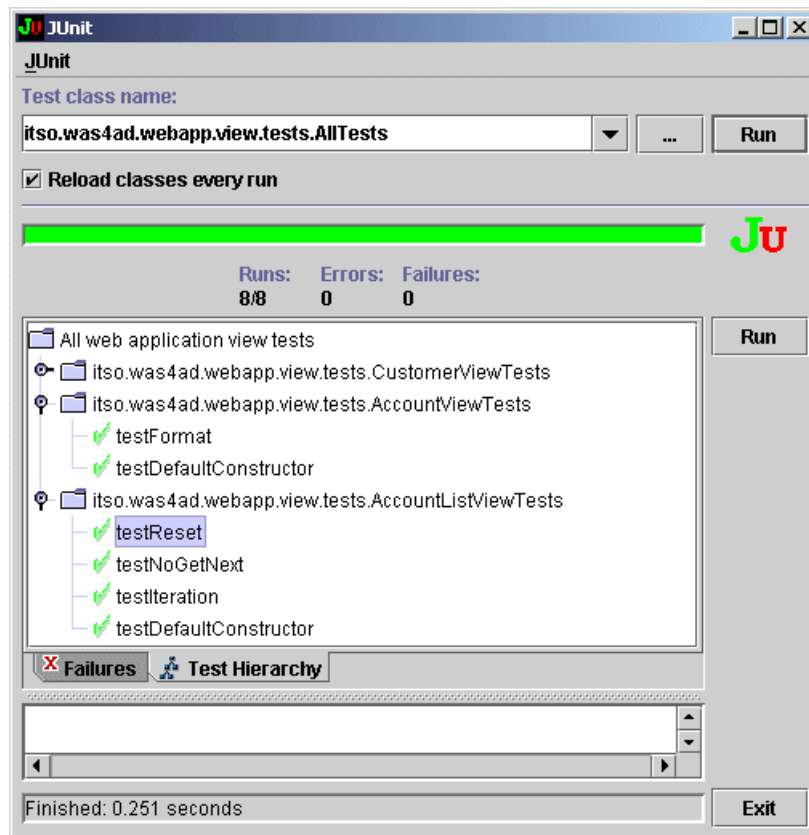 JU JUnit
JUnit
Test class name:
itso.was4ad.webapp.view.tests.AllTests
... Run
Reload classes every run
JU
Runs: Errors: Failures:
8/8 0 0
All web application view tests
Run
itso.was4ad.webapp.view.tests.CustomerViewTests
itso.was4ad.webapp.view.tests.AccountViewTests
testFormat
testDefaultConstructor
itso.was4ad.webapp.view.tests.AccountListViewTests
testReset
testNoGetNext
testIteration
testDefaultConstructor
Failures Test Hierarchy
Finished: 0.251 seconds
Exit